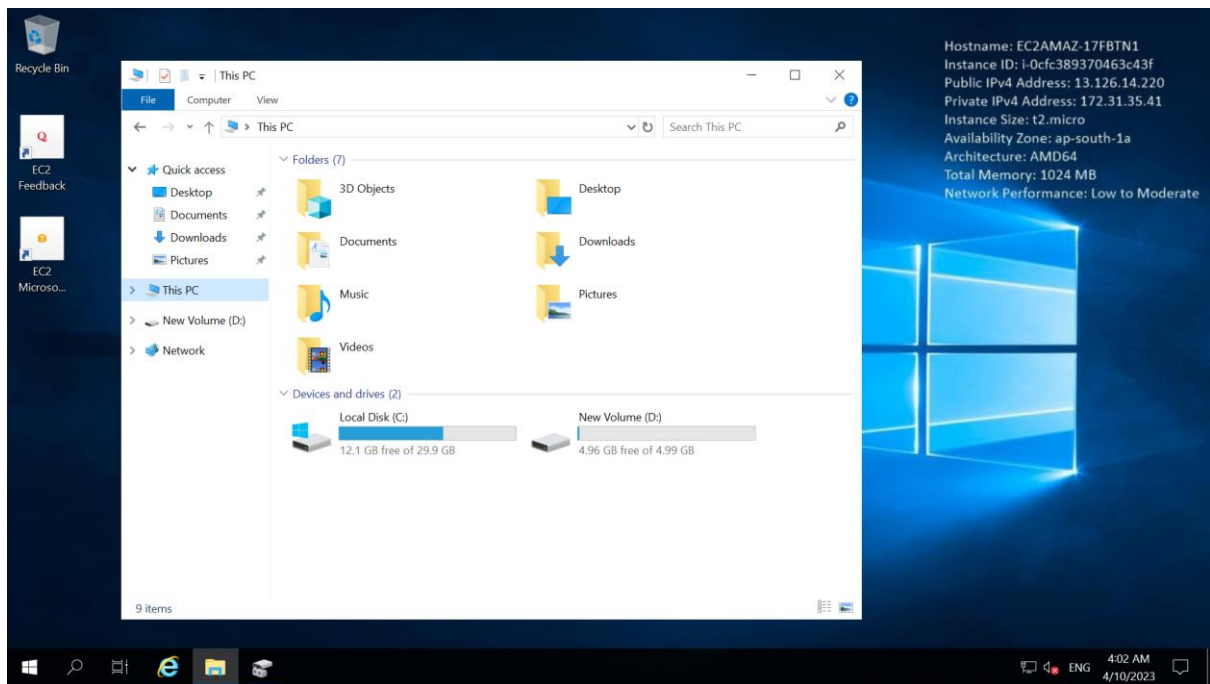 Recycle Bin
EC2
Feedback
EC2
Microso...
This PC
File
Computer
View
This PC
Search This PC
Quick access
Desktop
Documents
Downloads
Pictures
This PC
New Volume (D:)
Network
Folders (7)
3D Objects
Desktop
Documents
Downloads
Music
Pictures
Videos
Devices and drives (2)
Local Disk (C:)
12.1 GB free of 29.9 GB
New Volume (D:)
4.96 GB free of 4.99 GB
9 items
Hostname: EC2AMAZ-17FBTN1
Instance ID: i-0cfc389370463c43f
Public IPv4 Address: 13.126.14.220
Private IPv4 Address: 172.31.35.41
Instance Size: t2.micro
Availability Zone: ap-south-1a
Architecture: AMD64
Total Memory: 1024 MB
Network Performance: Low to Moderate
ENG
4:02 AM
4/10/2023